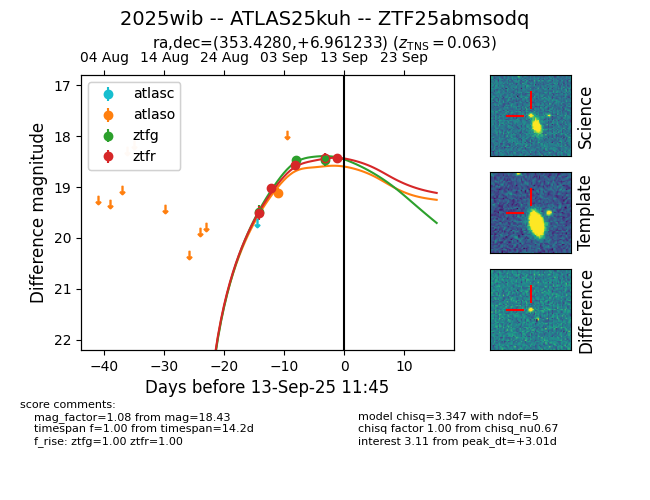 2025wib -- ATLAS25kuh -- ZTF25abmsodq
ra,dec=(353.4280,+6.961233) (z_TNS = 0.063)
04 Aug 14 Aug 24 Aug 03 Sep 13 Sep 23 Sep
atlasc
atlaso
ztfg
ztfr
17
18
19
20
21
22
Difference magnitude
−40 −30 −20 −10 0 10
Days before 13-Sep-25 11:45
Science
Template
Difference
score comments:
mag_factor=1.08 from mag=18.43
timespan f=1.00 from timespan=14.2d
f_rise: ztfg=1.00 ztfr=1.00
model chisq=3.347 with ndof=5
chisq factor 1.00 from chisq_nu0.67
interest 3.11 from peak_dt=+3.01d